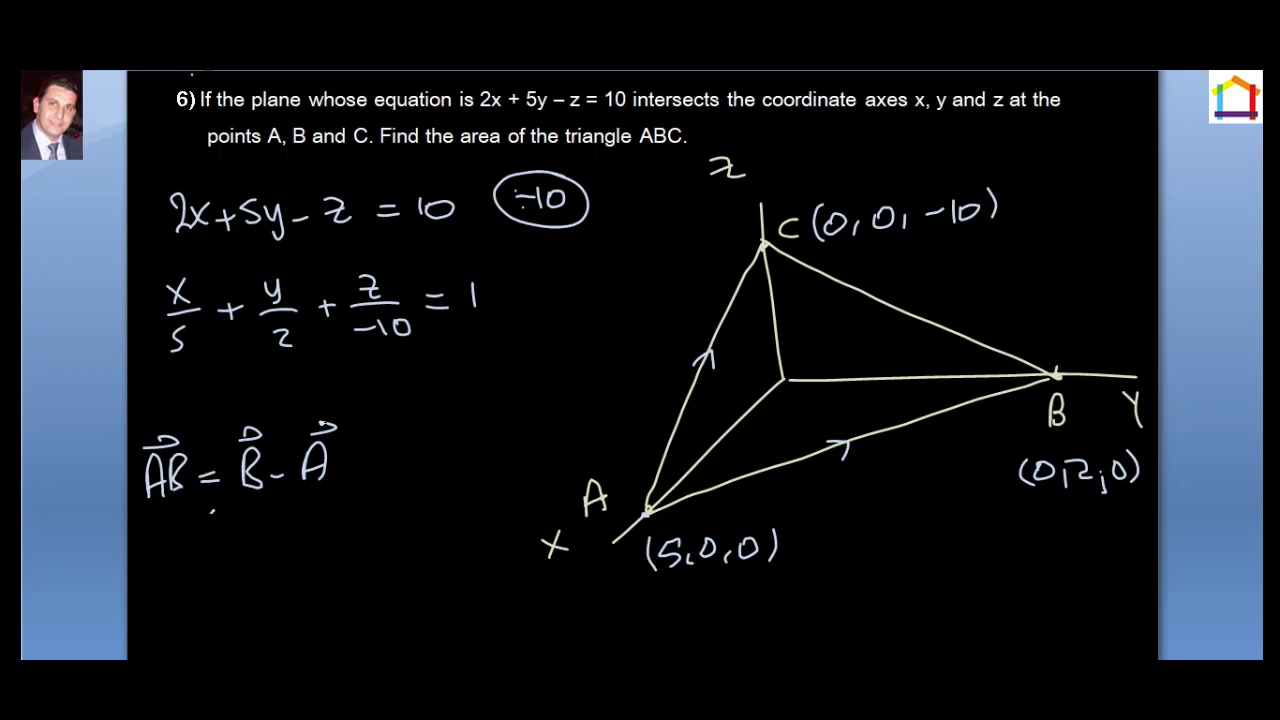 6) If the plane whose equation is 2x + 5y – z = 10 intersects the coordinate axes x, y and z at the
points A, B and C. Find the area of the triangle ABC.
2x+5y-z = 10 ÷10
x/5 + y/2 + z/-10 = 1
AB = B - A
z
C (0, 0, -10)
B Y
(0, 2, 0)
A
X
(5, 0, 0)